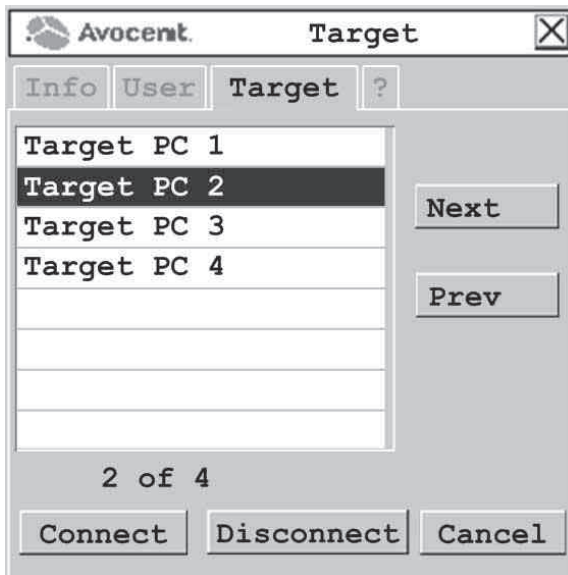 Avocent. Target
Info User Target ?
Target PC 1
Target PC 2
Target PC 3
Target PC 4
Next
Prev
2 of 4
Connect Disconnect Cancel